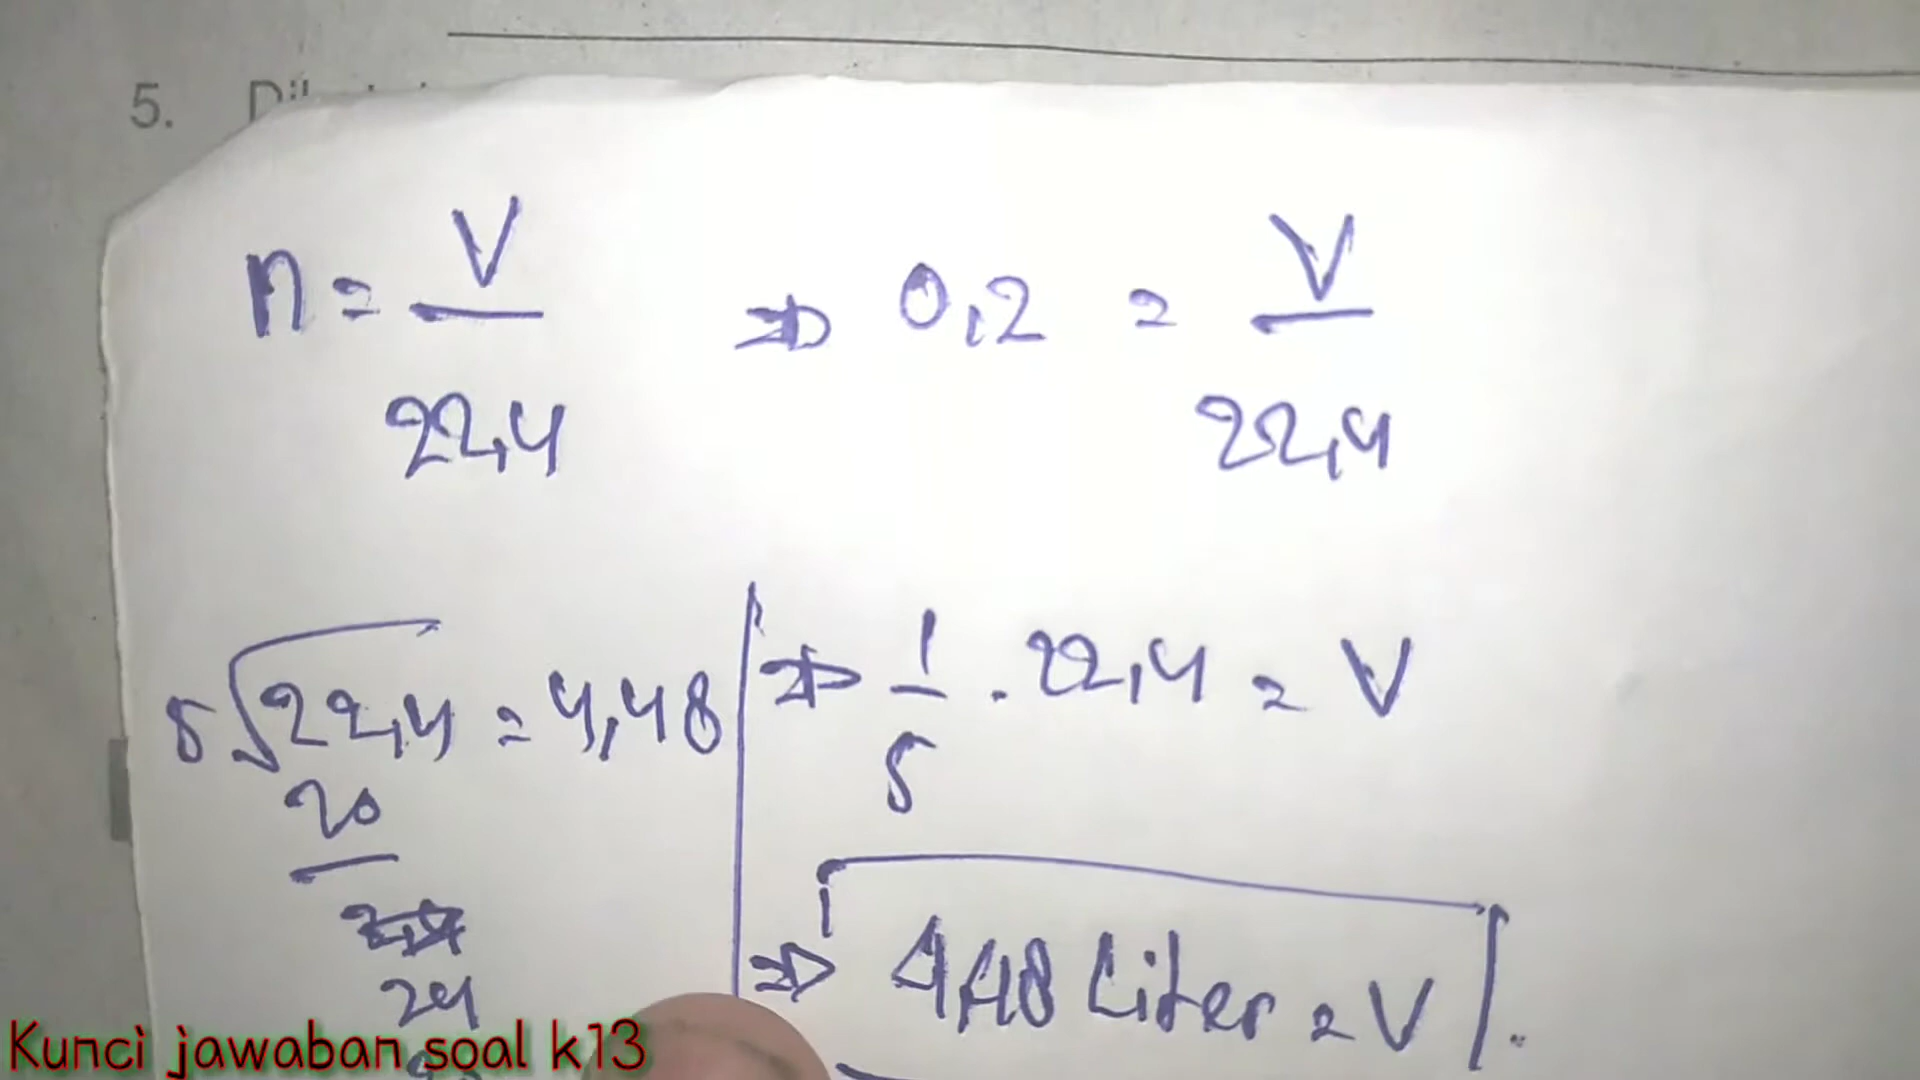 5.
n = V / 22,4 => 0,2 = V / 22,4
5√22,4 = 4,48
20
24
=> 1/5 . 22,4 = V
=> 4,48 Liter = V
Kunci jawaban soal k13